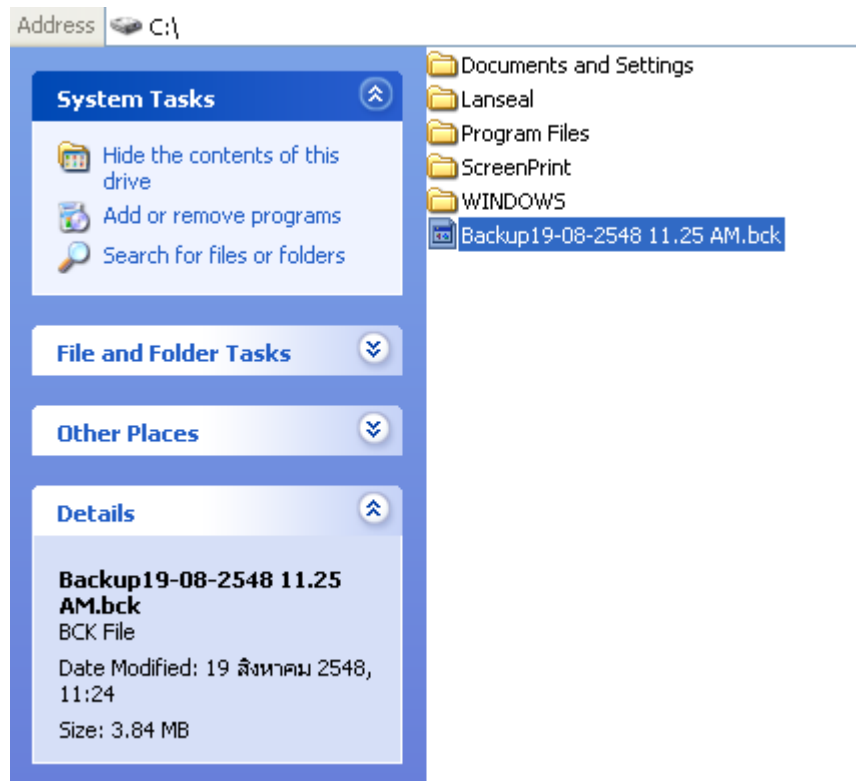 Address C:\
System Tasks
Hide the contents of this
drive
Add or remove programs
Search for files or folders
File and Folder Tasks
Other Places
Details
Backup19-08-2548 11.25
AM.bck
BCK File
Date Modified: 19 สิงหาคม 2548,
11:24
Size: 3.84 MB
Documents and Settings
Lanseal
Program Files
ScreenPrint
WINDOWS
Backup19-08-2548 11.25 AM.bck